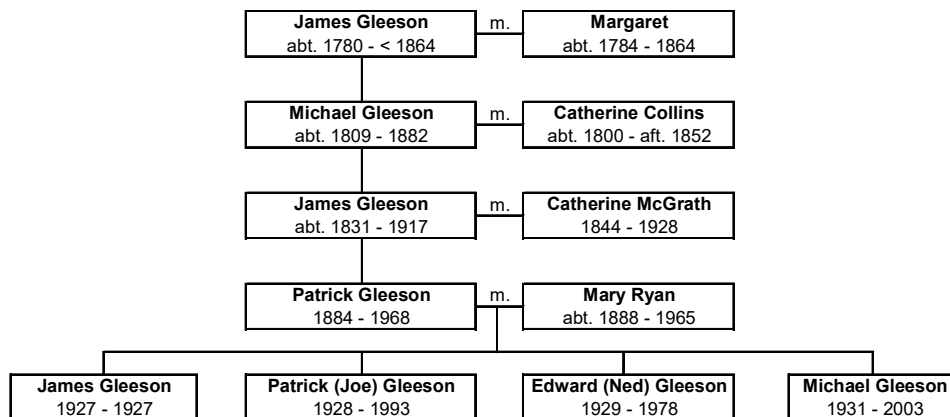 James Gleeson
abt. 1780 - < 1864
m.
Margaret
abt. 1784 - 1864
Michael Gleeson
abt. 1809 - 1882
m.
Catherine Collins
abt. 1800 - aft. 1852
James Gleeson
abt. 1831 - 1917
m.
Catherine McGrath
1844 - 1928
Patrick Gleeson
1884 - 1968
m.
Mary Ryan
abt. 1888 - 1965
James Gleeson
1927 - 1927
Patrick (Joe) Gleeson
1928 - 1993
Edward (Ned) Gleeson
1929 - 1978
Michael Gleeson
1931 - 2003